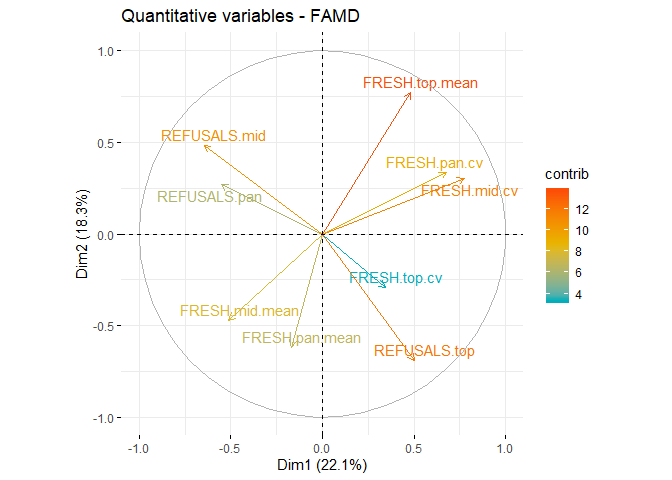 Quantitative variables - FAMD
1.0
FRESH.top.mean
contrib
REFUSALS.mid
0.5
FRESH.pan.cv
FRESH.mid.cv
REFUSALS.pan
12
10
8
6
4
Dim2 (18.3%)
0.0
FRESH.top.cv
FRESH.mid.mean
-0.5
FRESH.pan.mean
REFUSALS.top
-1.0
-1.0 -0.5 0.0 0.5 1.0
Dim1 (22.1%)